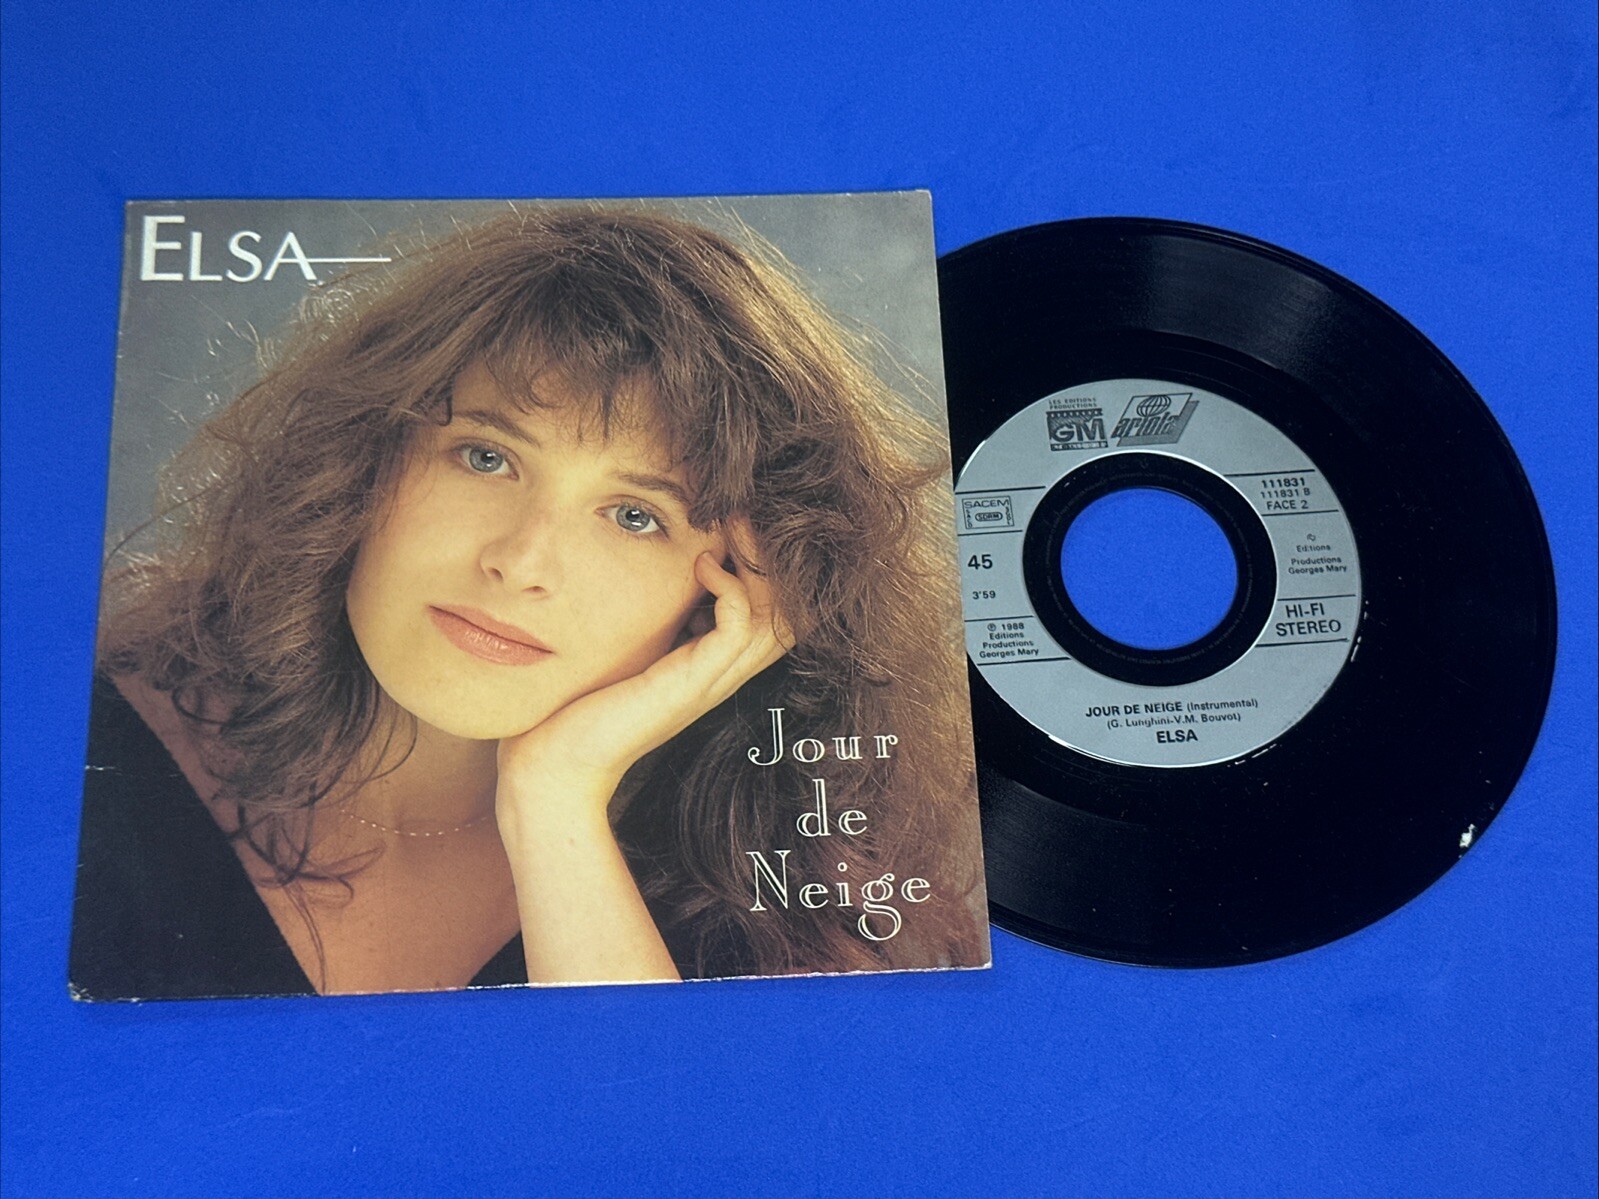 ELSA
Jour
de
Neige
LES EDITIONS
PRODUCTIONS
GM
ariola
SACEM
SDRM
45
3'59
℗ 1988
Editions
Productions
Georges Mary
111831
111831 B
FACE 2
Editions
Productions
Georges Mary
HI-FI
STEREO
JOUR DE NEIGE (Instrumental)
(G. Lunghini-V.M. Bouvot)
ELSA